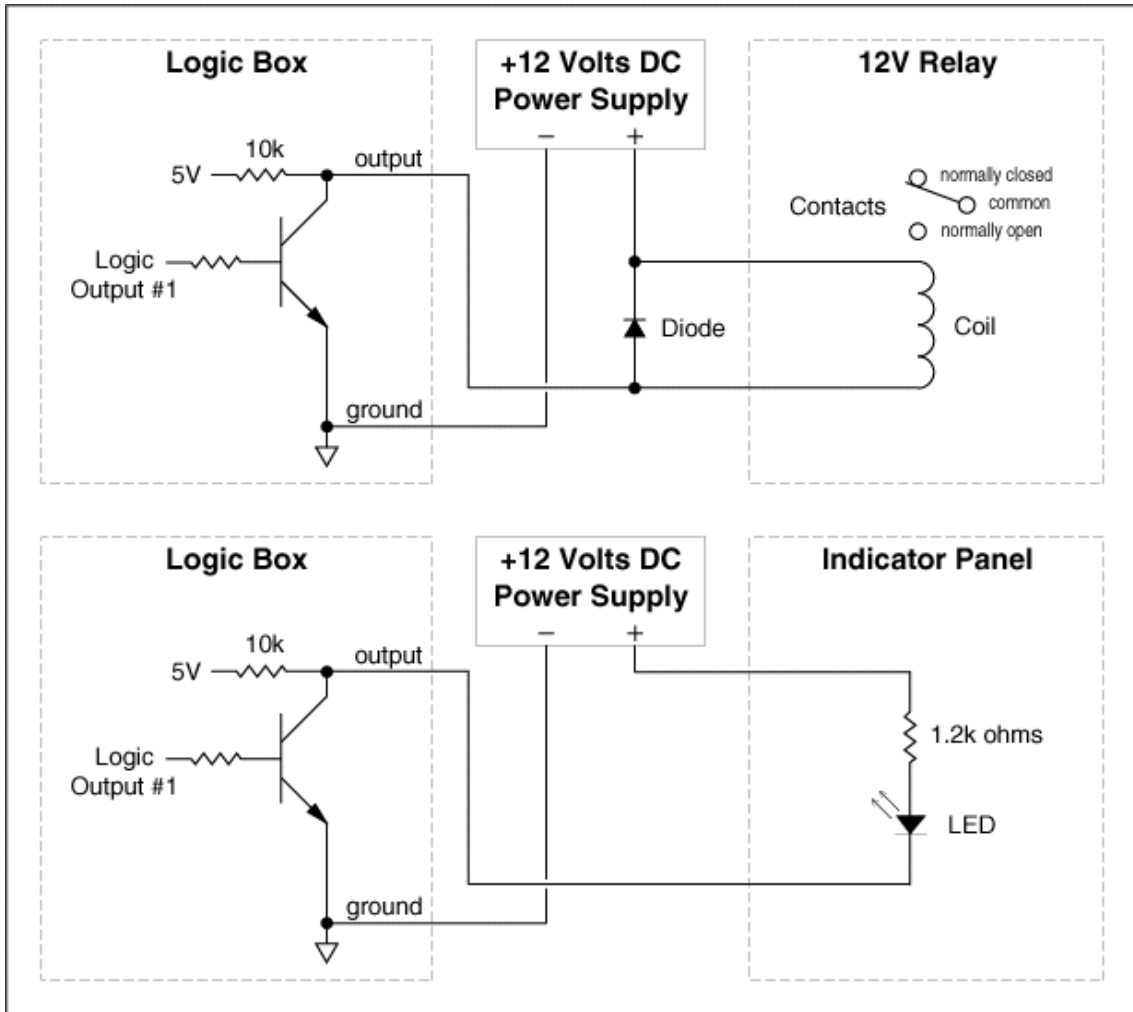 Logic Box
+12 Volts DC
Power Supply
− +
12V Relay
10k
5V
output
Logic
Output #1
ground
Diode
Contacts
normally closed
common
normally open
Coil
Logic Box
+12 Volts DC
Power Supply
− +
Indicator Panel
10k
5V
output
Logic
Output #1
ground
1.2k ohms
LED